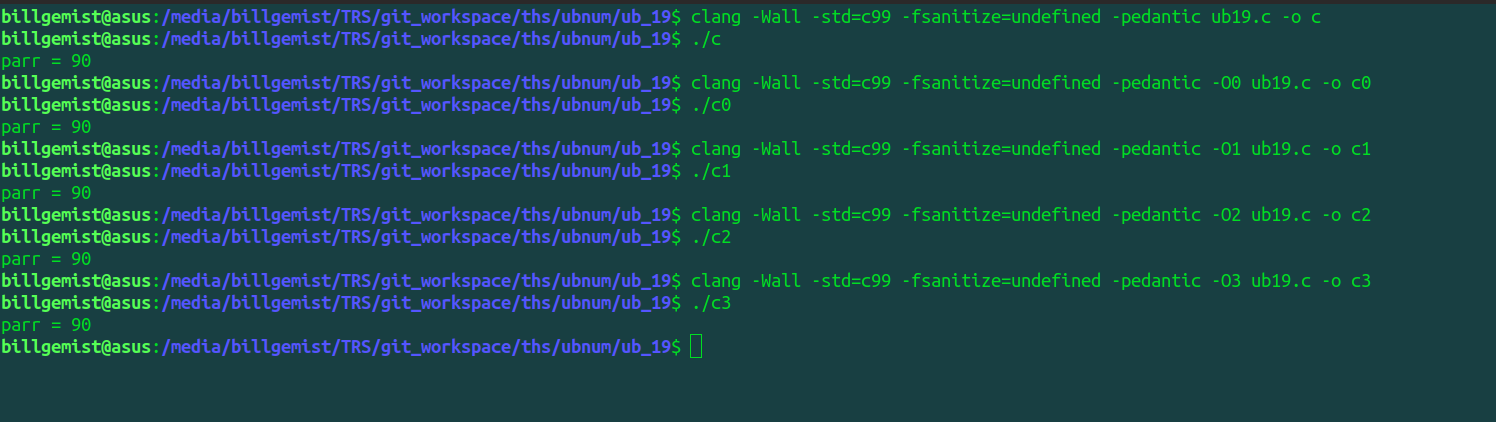 billgemist@asus:/media/billgemist/TRS/git_workspace/ths/ubnum/ub_19$ clang -Wall -std=c99 -fsanitize=undefined -pedantic ub19.c -o c
billgemist@asus:/media/billgemist/TRS/git_workspace/ths/ubnum/ub_19$ ./c
parr = 90
billgemist@asus:/media/billgemist/TRS/git_workspace/ths/ubnum/ub_19$ clang -Wall -std=c99 -fsanitize=undefined -pedantic -O0 ub19.c -o c0
billgemist@asus:/media/billgemist/TRS/git_workspace/ths/ubnum/ub_19$ ./c0
parr = 90
billgemist@asus:/media/billgemist/TRS/git_workspace/ths/ubnum/ub_19$ clang -Wall -std=c99 -fsanitize=undefined -pedantic -O1 ub19.c -o c1
billgemist@asus:/media/billgemist/TRS/git_workspace/ths/ubnum/ub_19$ ./c1
parr = 90
billgemist@asus:/media/billgemist/TRS/git_workspace/ths/ubnum/ub_19$ clang -Wall -std=c99 -fsanitize=undefined -pedantic -O2 ub19.c -o c2
billgemist@asus:/media/billgemist/TRS/git_workspace/ths/ubnum/ub_19$ ./c2
parr = 90
billgemist@asus:/media/billgemist/TRS/git_workspace/ths/ubnum/ub_19$ clang -Wall -std=c99 -fsanitize=undefined -pedantic -O3 ub19.c -o c3
billgemist@asus:/media/billgemist/TRS/git_workspace/ths/ubnum/ub_19$ ./c3
parr = 90
billgemist@asus:/media/billgemist/TRS/git_workspace/ths/ubnum/ub_19$